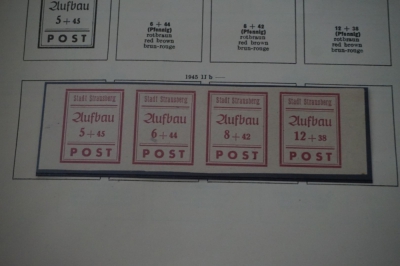 5 + 45
POST
6 + 44
(Pfennig)
rotbraun
red brown
brun-rouge
8 + 42
(Pfennig)
rotbraun
red brown
brun-rouge
12 + 38
(Pfennig)
rotbraun
red brown
brun-rouge
1945 II b
Stadt Strausberg
Aufbau
5 + 45
POST
Stadt Strausberg
Aufbau
6 + 44
POST
Stadt Strausberg
Aufbau
8 + 42
POST
Stadt Strausberg
Aufbau
12 + 38
POST